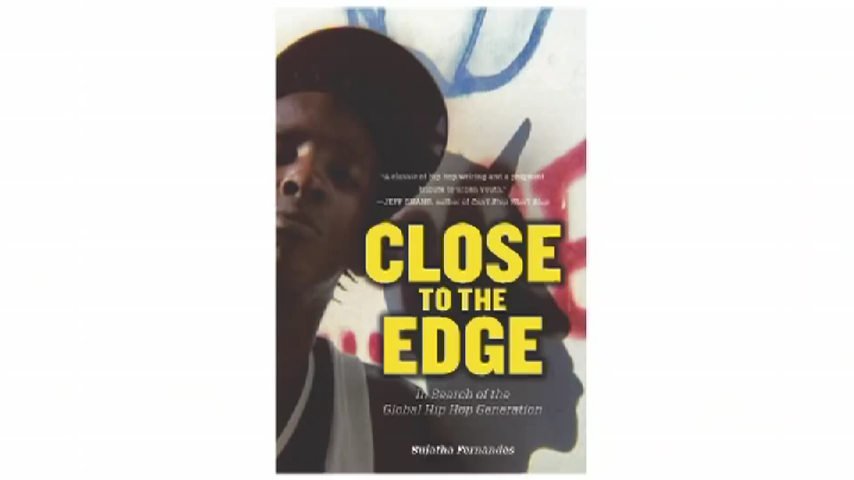 "A classic of hip hop writing and a poignant
tribute to urban youth."
—JEFF CHANG, author of Can't Stop Won't Stop
CLOSE
TO THE
EDGE
In Search of the
Global Hip Hop Generation
Sujatha Fernandes